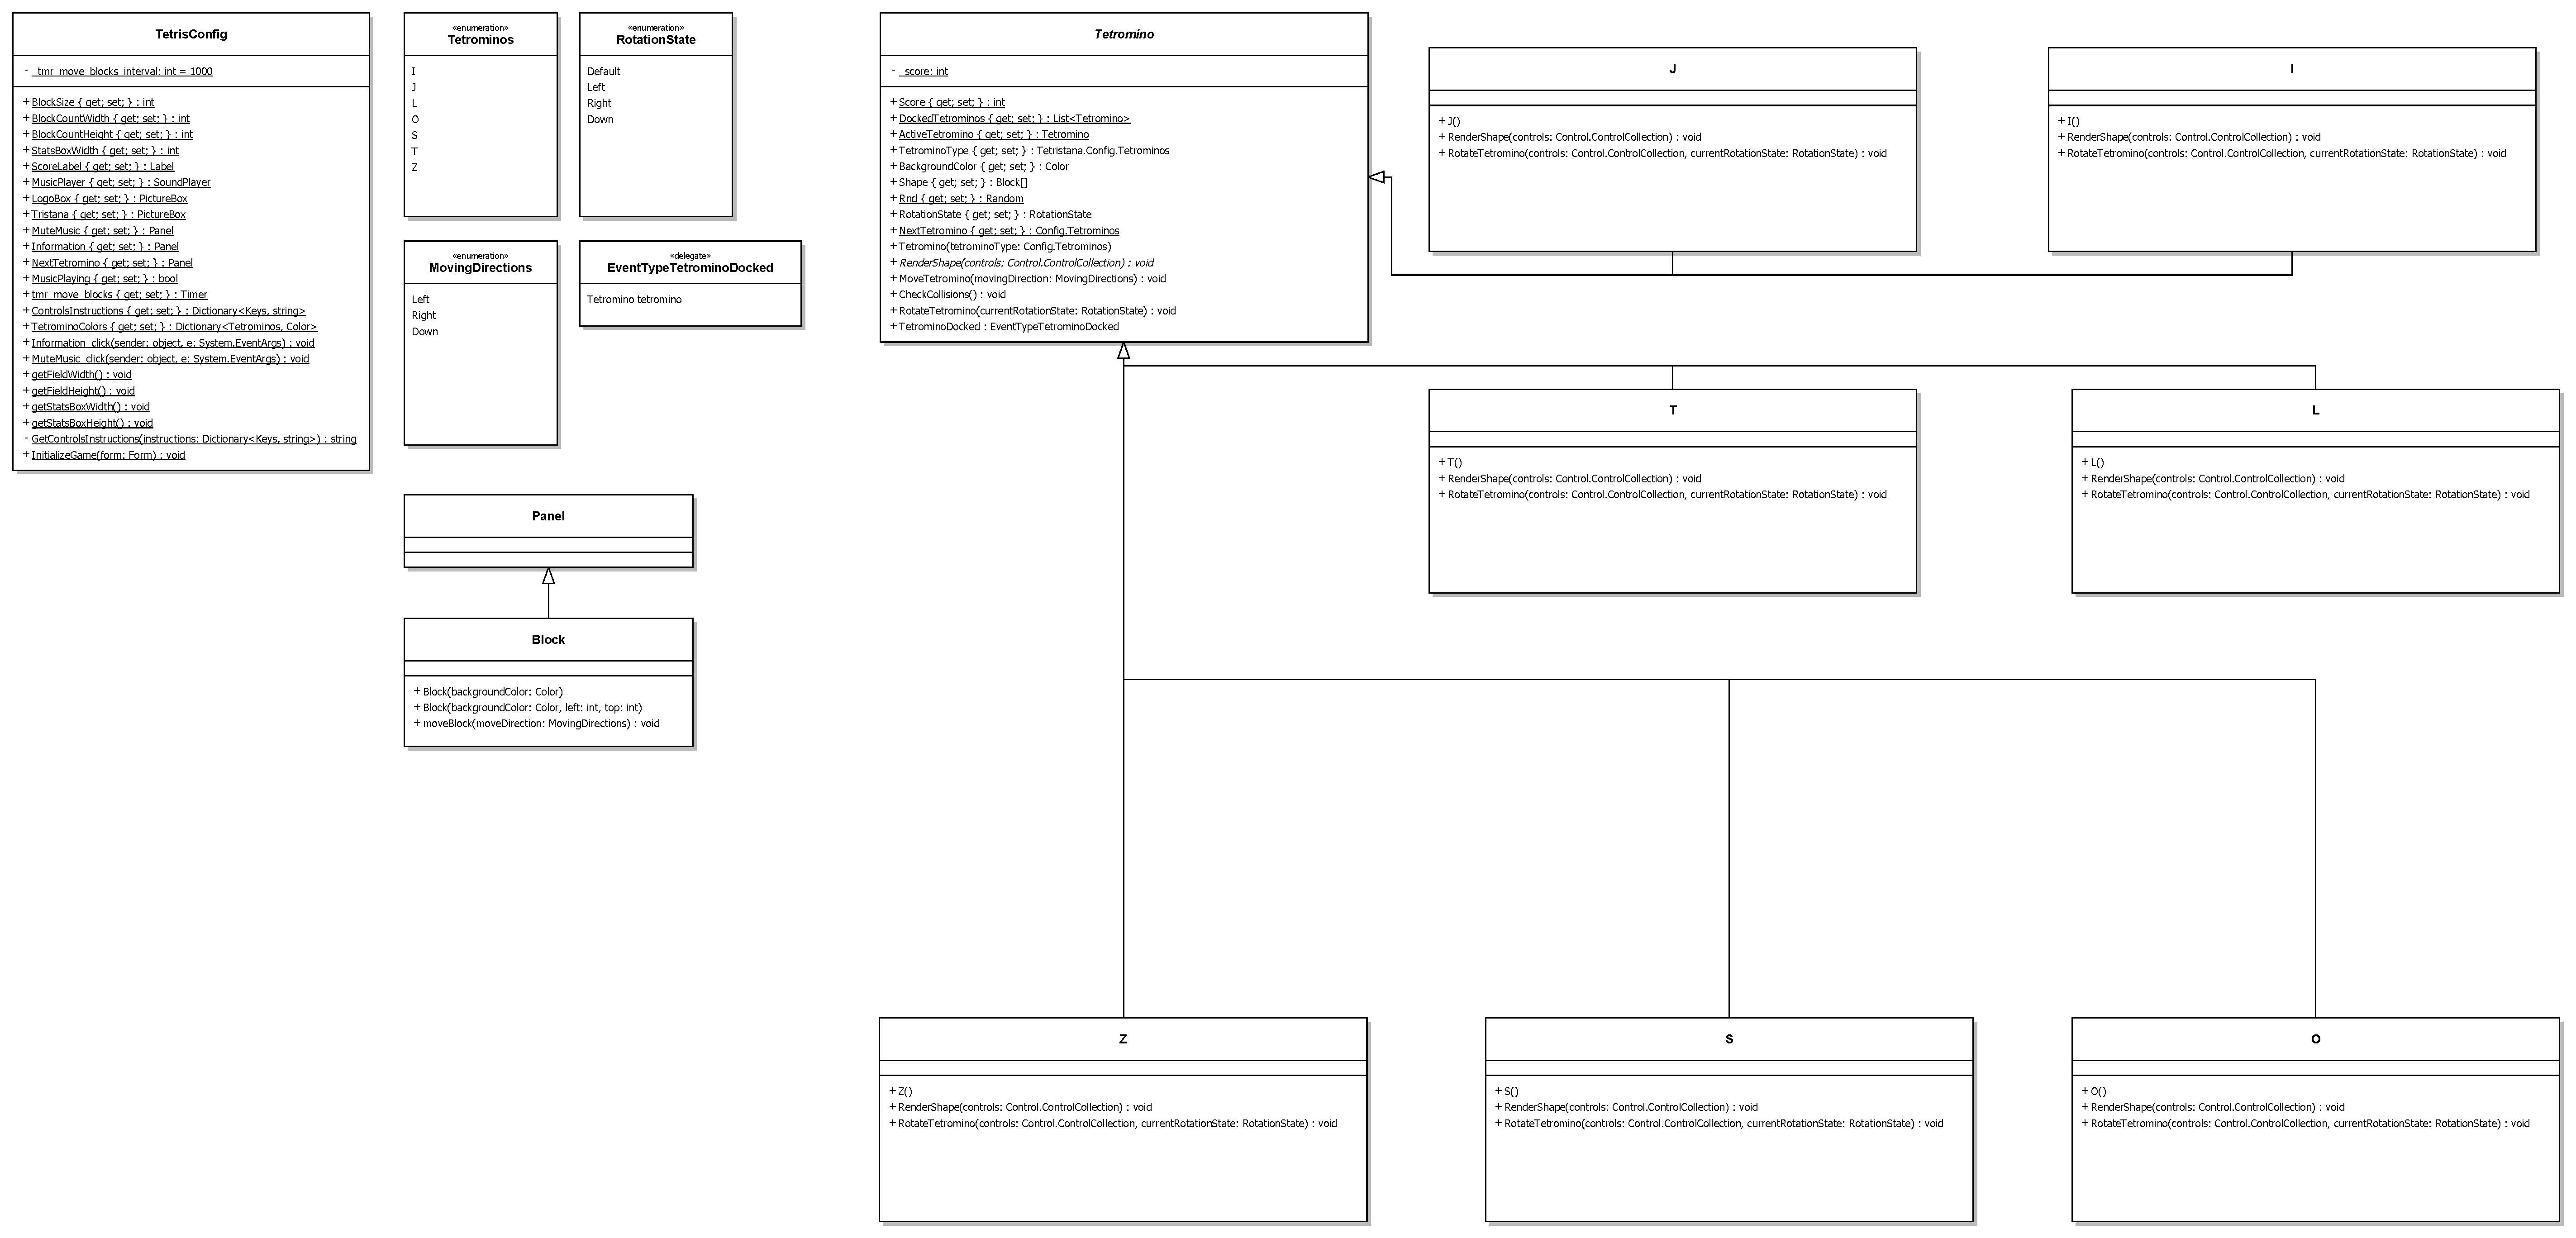 TetrisConfig
- _tmr_move_blocks_interval: int = 1000
+ BlockSize { get; set; } : int
+ BlockCountWidth { get; set; } : int
+ BlockCountHeight { get; set; } : int
+ StatsBoxWidth { get; set; } : int
+ ScoreLabel { get; set; } : Label
+ MusicPlayer { get; set; } : SoundPlayer
+ LogoBox { get; set; } : PictureBox
+ Tristana { get; set; } : PictureBox
+ MuteMusic { get; set; } : Panel
+ Information { get; set; } : Panel
+ NextTetromino { get; set; } : Panel
+ MusicPlaying { get; set; } : bool
+ tmr_move_blocks { get; set; } : Timer
+ ControlsInstructions { get; set; } : Dictionary<Keys, string>
+ TetrominoColors { get; set; } : Dictionary<Tetrominos, Color>
+ Information_click(sender: object, e: System.EventArgs) : void
+ MuteMusic_click(sender: object, e: System.EventArgs) : void
+ getFieldWidth() : void
+ getFieldHeight() : void
+ getStatsBoxWidth() : void
+ getStatsBoxHeight() : void
- GetControlsInstructions(instructions: Dictionary<Keys, string>) : string
+ InitializeGame(form: Form) : void
«enumeration»
Tetrominos
I
J
L
O
S
T
Z
«enumeration»
RotationState
Default
Left
Right
Down
«enumeration»
MovingDirections
Left
Right
Down
«delegate»
EventTypeTetrominoDocked
Tetromino tetromino
Panel
Block
+ Block(backgroundColor: Color)
+ Block(backgroundColor: Color, left: int, top: int)
+ moveBlock(moveDirection: MovingDirections) : void
Tetromino
- _score: int
+ Score { get; set; } : int
+ DockedTetrominos { get; set; } : List<Tetromino>
+ ActiveTetromino { get; set; } : Tetromino
+ TetrominoType { get; set; } : Tetristana.Config.Tetrominos
+ BackgroundColor { get; set; } : Color
+ Shape { get; set; } : Block[]
+ Rnd { get; set; } : Random
+ RotationState { get; set; } : RotationState
+ NextTetromino { get; set; } : Config.Tetrominos
+ Tetromino(tetrominoType: Config.Tetrominos)
+ RenderShape(controls: Control.ControlCollection) : void
+ MoveTetromino(movingDirection: MovingDirections) : void
+ CheckCollisions() : void
+ RotateTetromino(currentRotationState: RotationState) : void
+ TetrominoDocked : EventTypeTetrominoDocked
J
+ J()
+ RenderShape(controls: Control.ControlCollection) : void
+ RotateTetromino(controls: Control.ControlCollection, currentRotationState: RotationState) : void
I
+ I()
+ RenderShape(controls: Control.ControlCollection) : void
+ RotateTetromino(controls: Control.ControlCollection, currentRotationState: RotationState) : void
T
+ T()
+ RenderShape(controls: Control.ControlCollection) : void
+ RotateTetromino(controls: Control.ControlCollection, currentRotationState: RotationState) : void
L
+ L()
+ RenderShape(controls: Control.ControlCollection) : void
+ RotateTetromino(controls: Control.ControlCollection, currentRotationState: RotationState) : void
Z
+ Z()
+ RenderShape(controls: Control.ControlCollection) : void
+ RotateTetromino(controls: Control.ControlCollection, currentRotationState: RotationState) : void
S
+ S()
+ RenderShape(controls: Control.ControlCollection) : void
+ RotateTetromino(controls: Control.ControlCollection, currentRotationState: RotationState) : void
O
+ O()
+ RenderShape(controls: Control.ControlCollection) : void
+ RotateTetromino(controls: Control.ControlCollection, currentRotationState: RotationState) : void